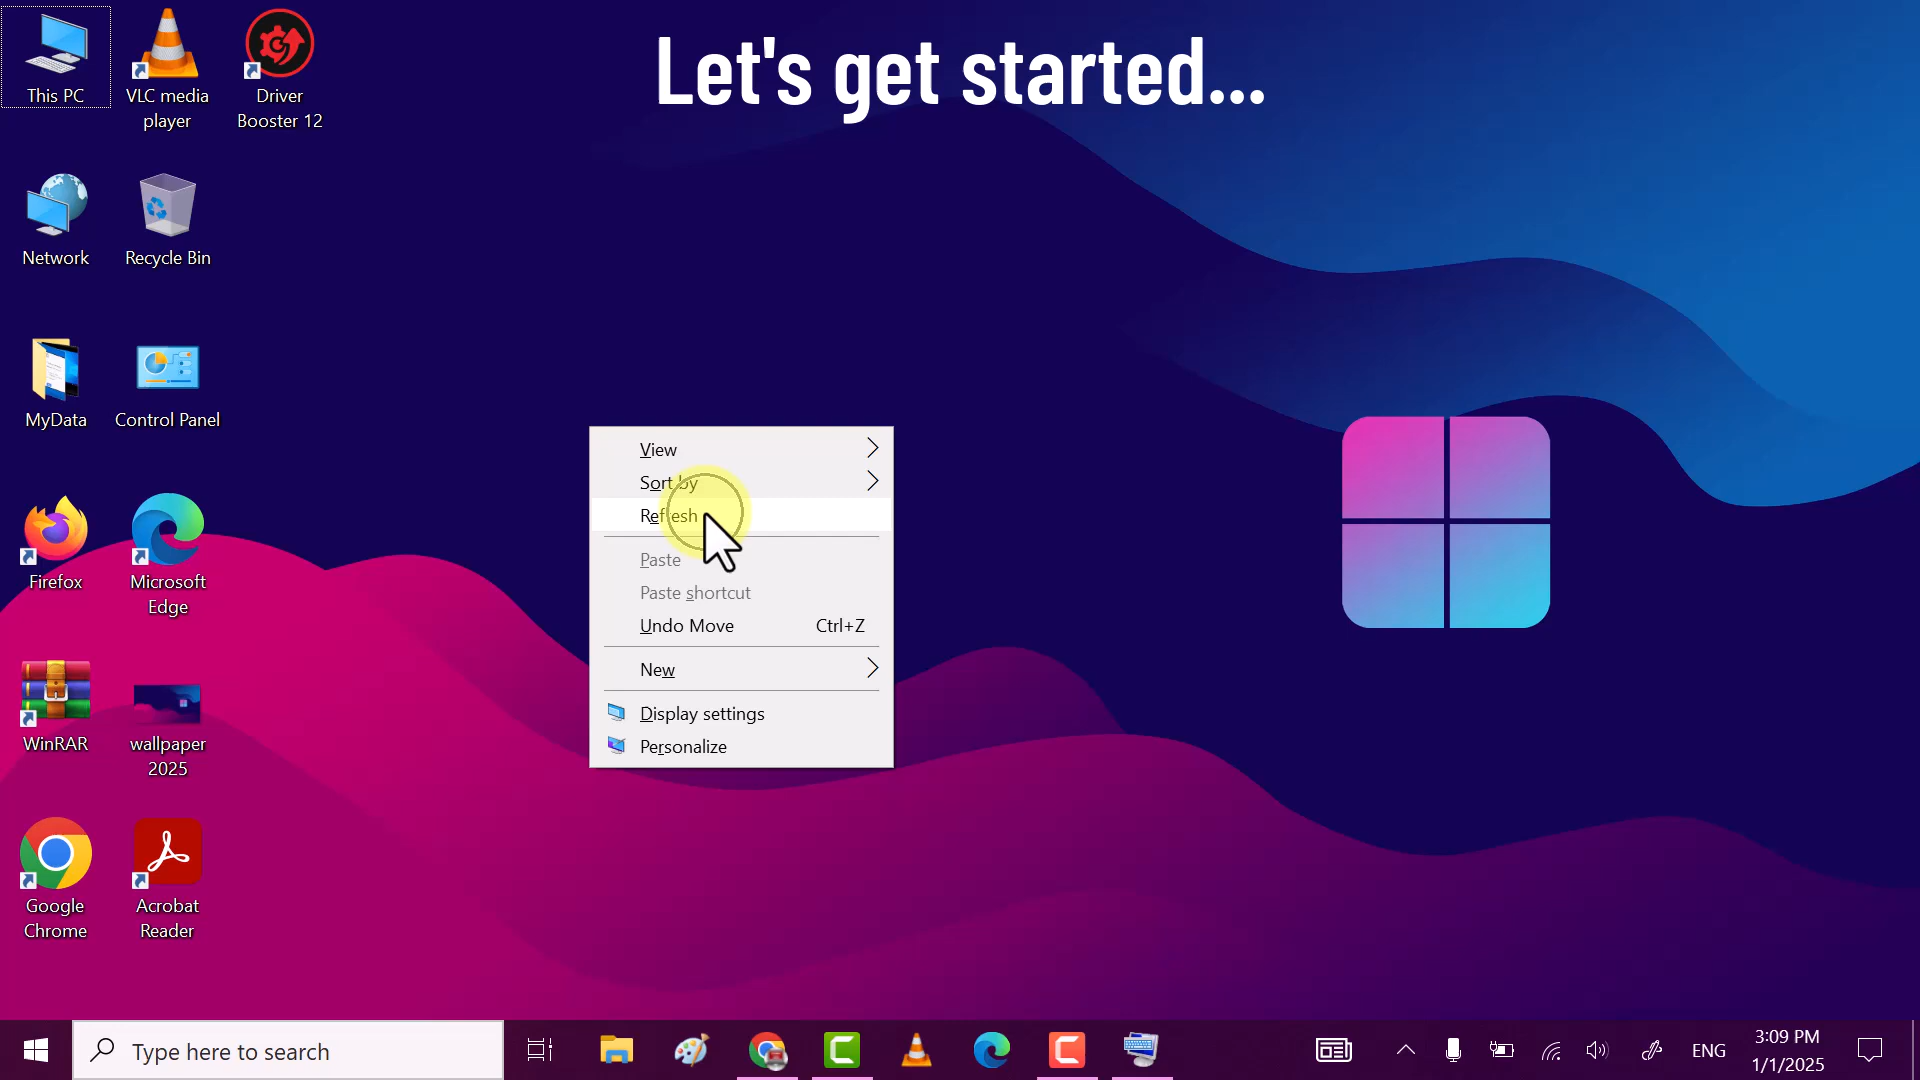 Let's get started...
This PC
VLC media
player
Driver
Booster 12
Network
Recycle Bin
MyData
Control Panel
Firefox
Microsoft
Edge
WinRAR
wallpaper
2025
Google
Chrome
Acrobat
Reader
View
Sort by
Refresh
Paste
Paste shortcut
Undo Move Ctrl+Z
New
Display settings
Personalize
Type here to search
ENG
3:09 PM
1/1/2025